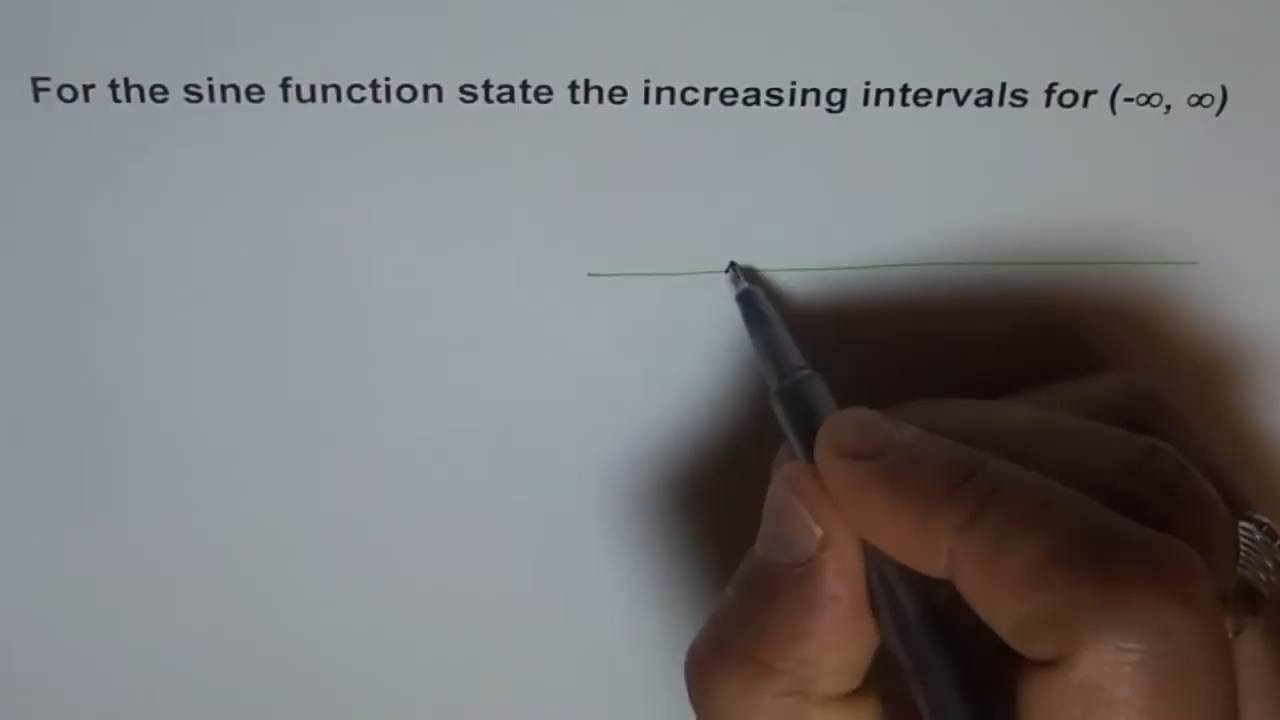 For the sine function state the increasing intervals for (-∞, ∞)